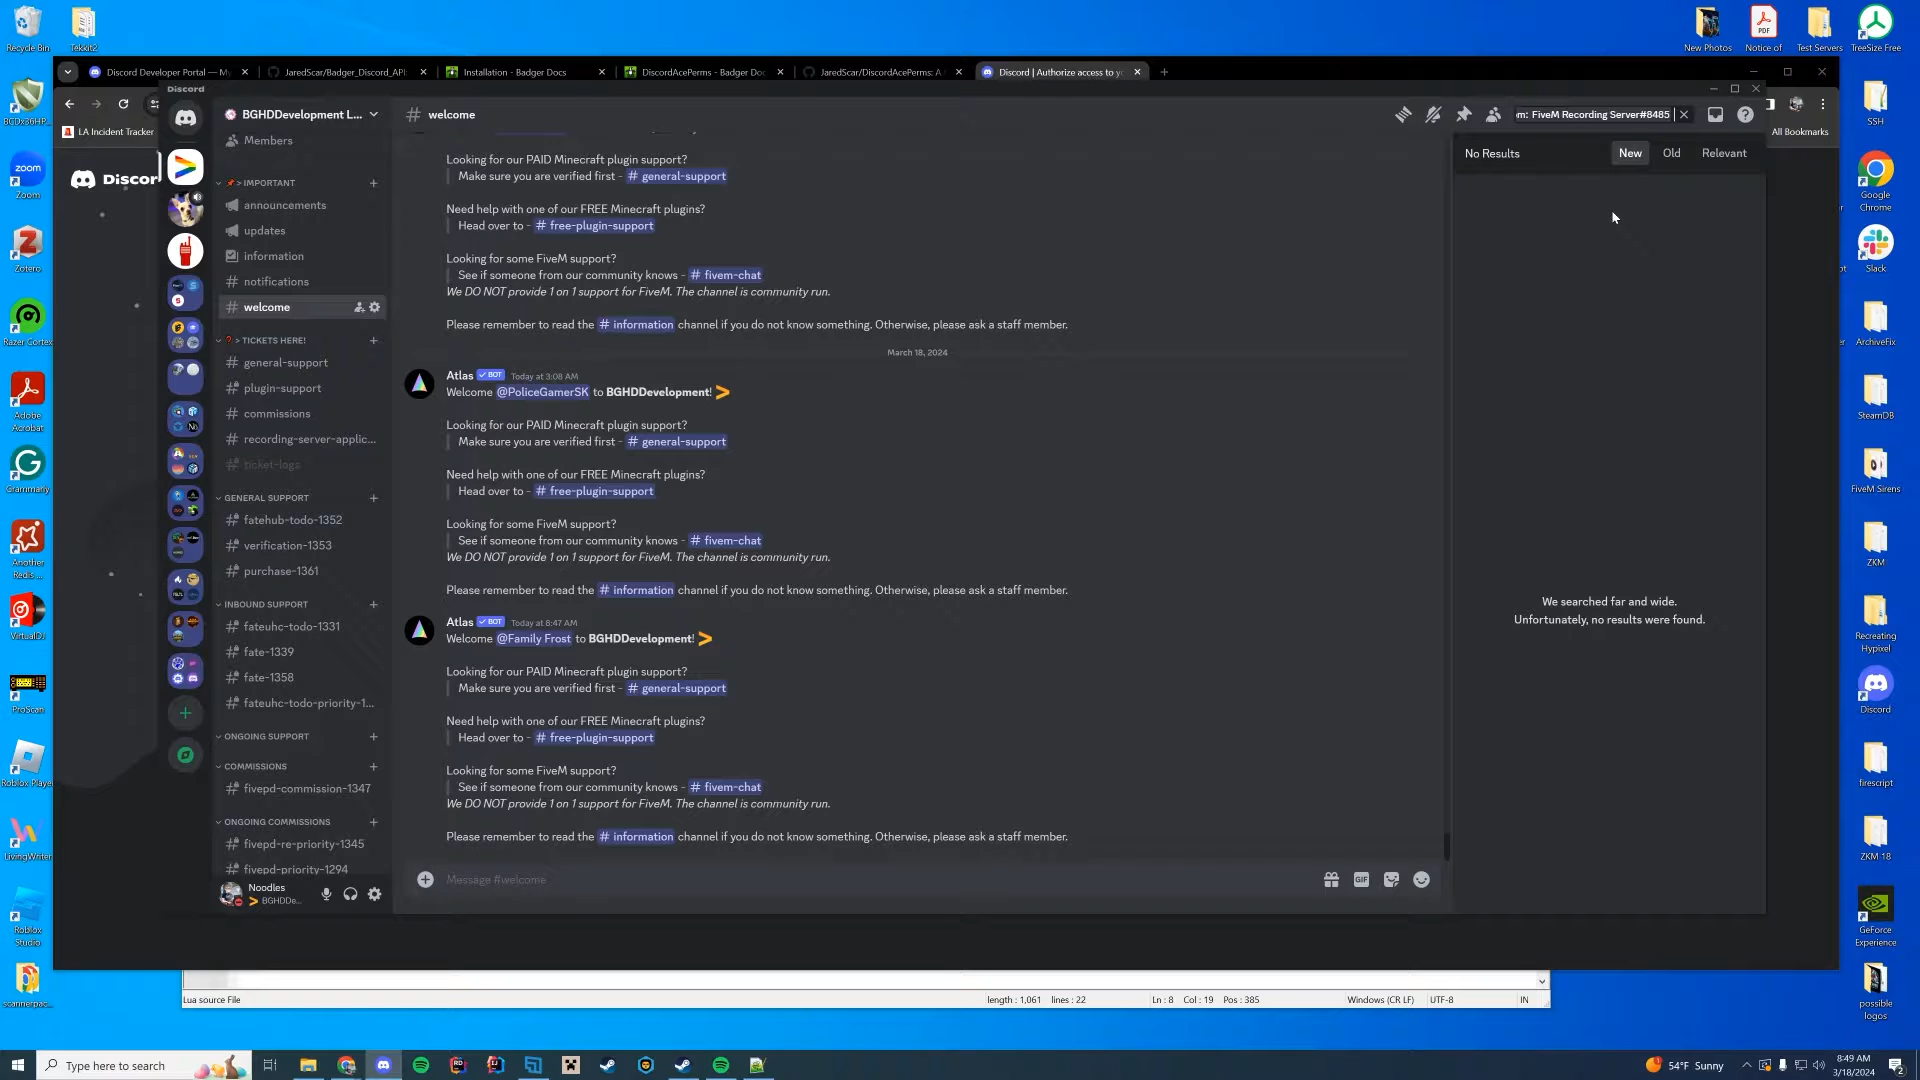 Recycle Bin
Tekkit2
New Photos
Notice of
Test Servers
TreeSize Free
Discord Developer Portal — My
JaredScar/Badger_Discord_API:
Installation - Badger Docs
DiscordAcePerms - Badger Doc
JaredScar/DiscordAcePerms: A
Discord | Authorize access to yo
LA Incident Tracker
All Bookmarks
Discor
Discord
BGHDDevelopment L...
# welcome
om: FiveM Recording Server#8485
Members
IMPORTANT
announcements
updates
information
notifications
welcome
> TICKETS HERE!
general-support
plugin-support
commissions
recording-server-applic...
ticket-logs
GENERAL SUPPORT
fatehub-todo-1352
verification-1353
purchase-1361
INBOUND SUPPORT
fateuhc-todo-1331
fate-1339
fate-1358
fateuhc-todo-priority-1...
ONGOING SUPPORT
COMMISSIONS
fivepd-commission-1347
ONGOING COMMISSIONS
fivepd-re-priority-1345
fivepd-priority-1294
Noodles
BGHDDe...
Looking for our PAID Minecraft plugin support?
Make sure you are verified first - # general-support
Need help with one of our FREE Minecraft plugins?
Head over to - # free-plugin-support
Looking for some FiveM support?
See if someone from our community knows - # fivem-chat
We DO NOT provide 1 on 1 support for FiveM. The channel is community run.
Please remember to read the # information channel if you do not know something. Otherwise, please ask a staff member.
March 18, 2024
Atlas BOT Today at 3:08 AM
Welcome @PoliceGamerSK to BGHDDevelopment!
Looking for our PAID Minecraft plugin support?
Make sure you are verified first - # general-support
Need help with one of our FREE Minecraft plugins?
Head over to - # free-plugin-support
Looking for some FiveM support?
See if someone from our community knows - # fivem-chat
We DO NOT provide 1 on 1 support for FiveM. The channel is community run.
Please remember to read the # information channel if you do not know something. Otherwise, please ask a staff member.
Atlas BOT Today at 8:47 AM
Welcome @Family Frost to BGHDDevelopment!
Looking for our PAID Minecraft plugin support?
Make sure you are verified first - # general-support
Need help with one of our FREE Minecraft plugins?
Head over to - # free-plugin-support
Looking for some FiveM support?
See if someone from our community knows - # fivem-chat
We DO NOT provide 1 on 1 support for FiveM. The channel is community run.
Please remember to read the # information channel if you do not know something. Otherwise, please ask a staff member.
Message #welcome
GIF
No Results
New
Old
Relevant
We searched far and wide.
Unfortunately, no results were found.
BCDx36HP...
zoom
Zoom
Zotero
Razer Cortex
Adobe
Acrobat
Grammarly
Another
Redis ...
VirtualDJ
ProScan
Roblox Player
LivingWriter
Roblox
Studio
scannerpac...
SSH
Google
Chrome
Slack
ArchiveFix
SteamDB
FiveM Sirens
ZKM
Recreating
Hypixel
Discord
firescript
ZKM 18
GeForce
Experience
possible
logos
Lua source File
length : 1,061 lines : 22
Ln : 8 Col : 19 Pos : 385
Windows (CR LF)
UTF-8
IN
Type here to search
54°F Sunny
8:49 AM
3/18/2024
2